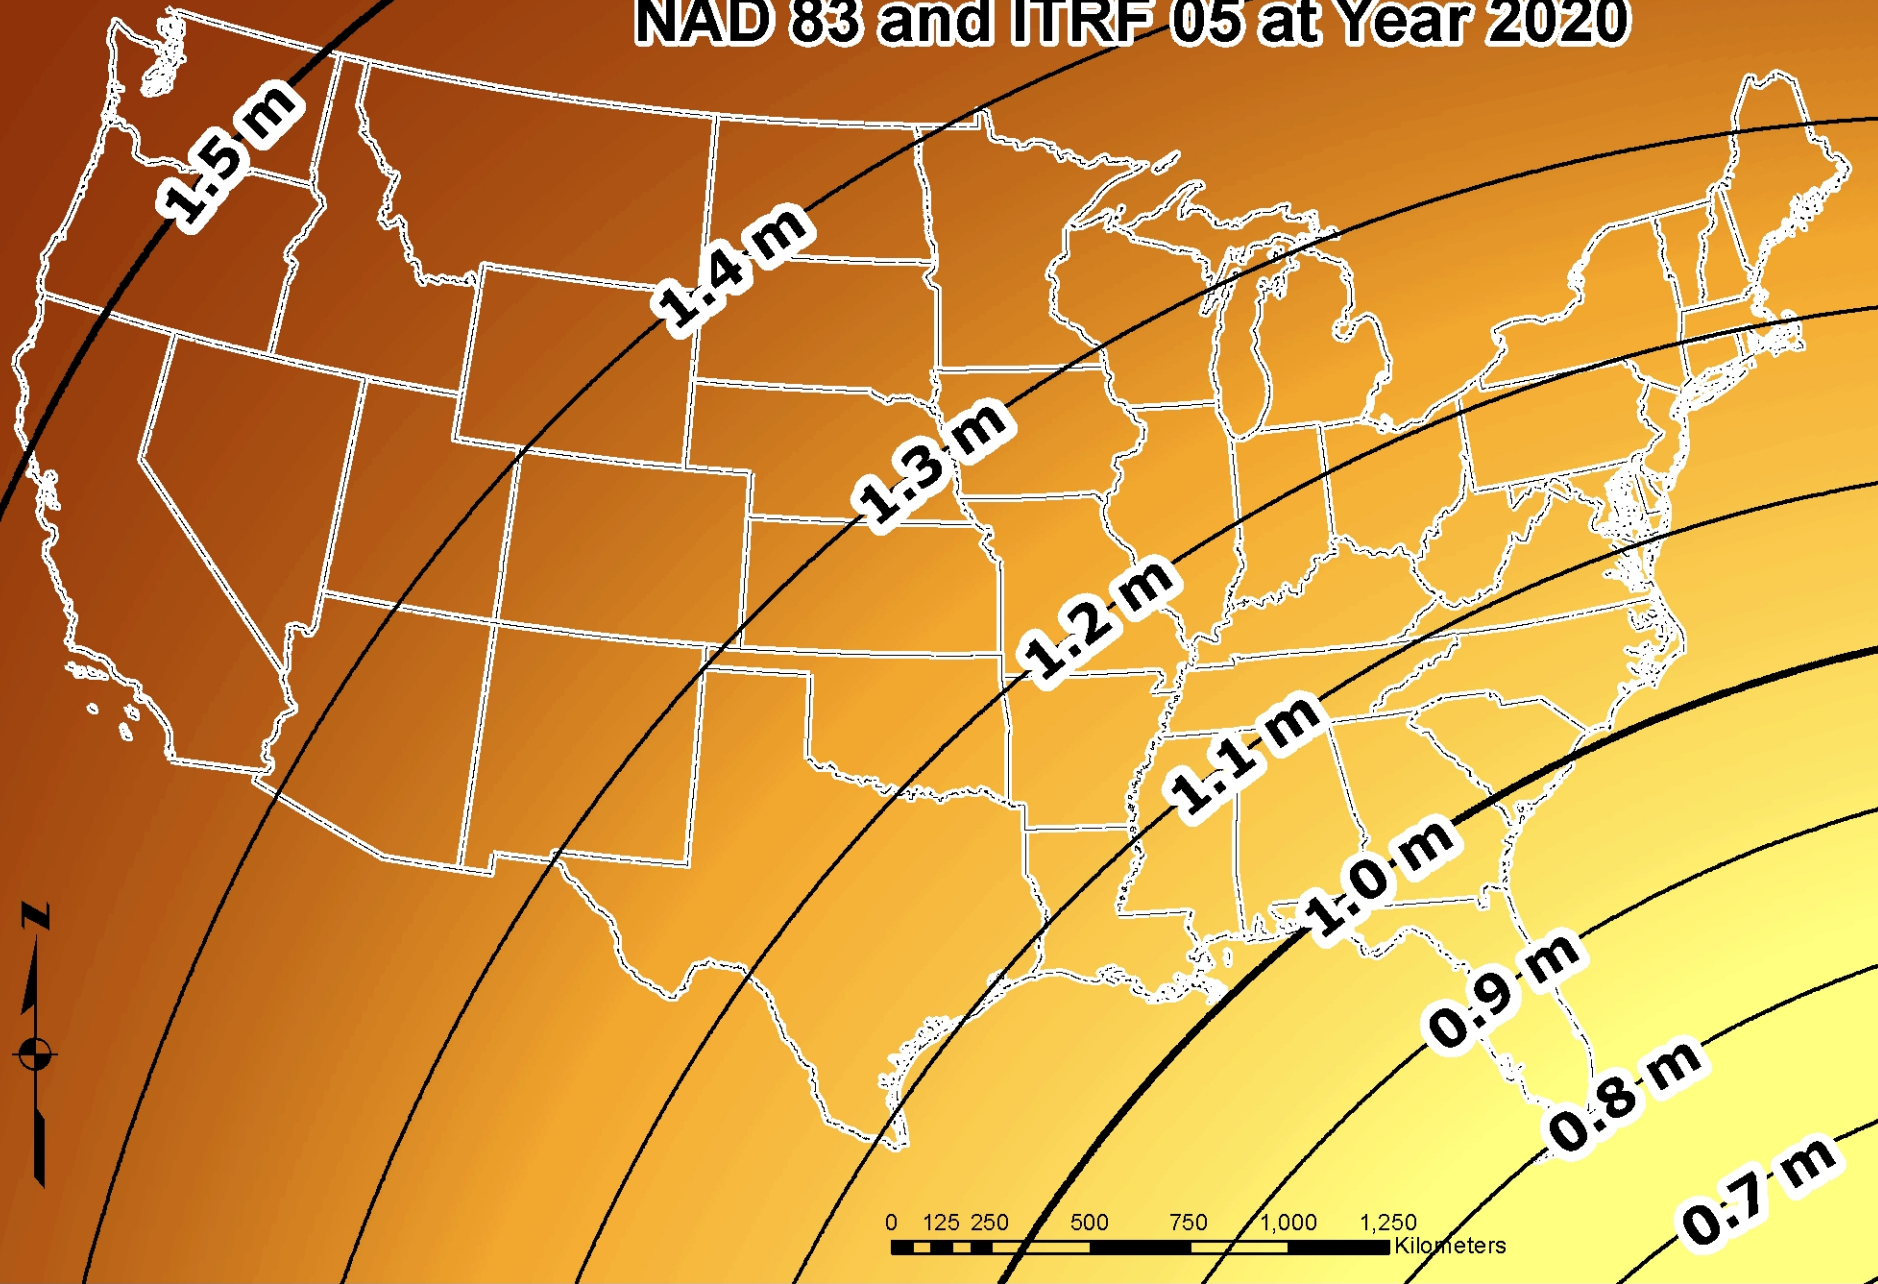 NAD 83 and ITRF 05 at Year 2020
1.5 m
1.4 m
1.3 m
1.2 m
1.1 m
1.0 m
0.9 m
0.8 m
0.7 m
N
0 125 250 500 750 1,000 1,250
Kilometers